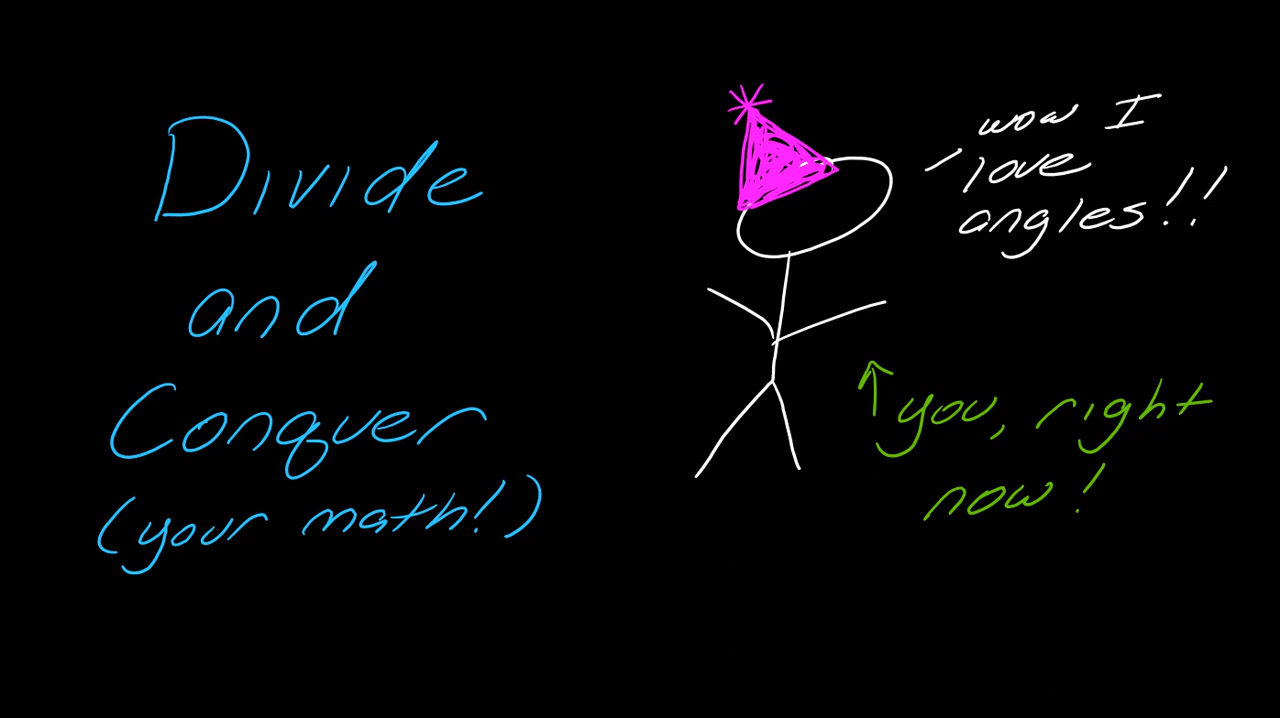 Divide
and
Conquer
(your math!)
wow I
love
angles!!
you, right
now!